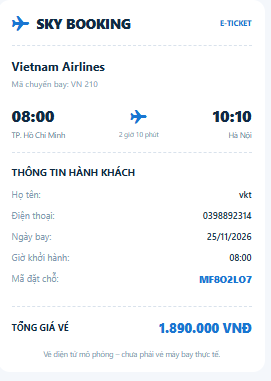 SKY BOOKING
E-TICKET
Vietnam Airlines
Mã chuyến bay: VN 210
08:00 10:10
TP. Hồ Chí Minh 2 giờ 10 phút Hà Nội
THÔNG TIN HÀNH KHÁCH
Họ tên: vkt
Điện thoại: 0398892314
Ngày bay: 25/11/2026
Giờ khởi hành: 08:00
Mã đặt chỗ: MF8O2LO7
TỔNG GIÁ VÉ 1.890.000 VNĐ
Vé điện tử mô phỏng – chưa phải vé máy bay thực tế.